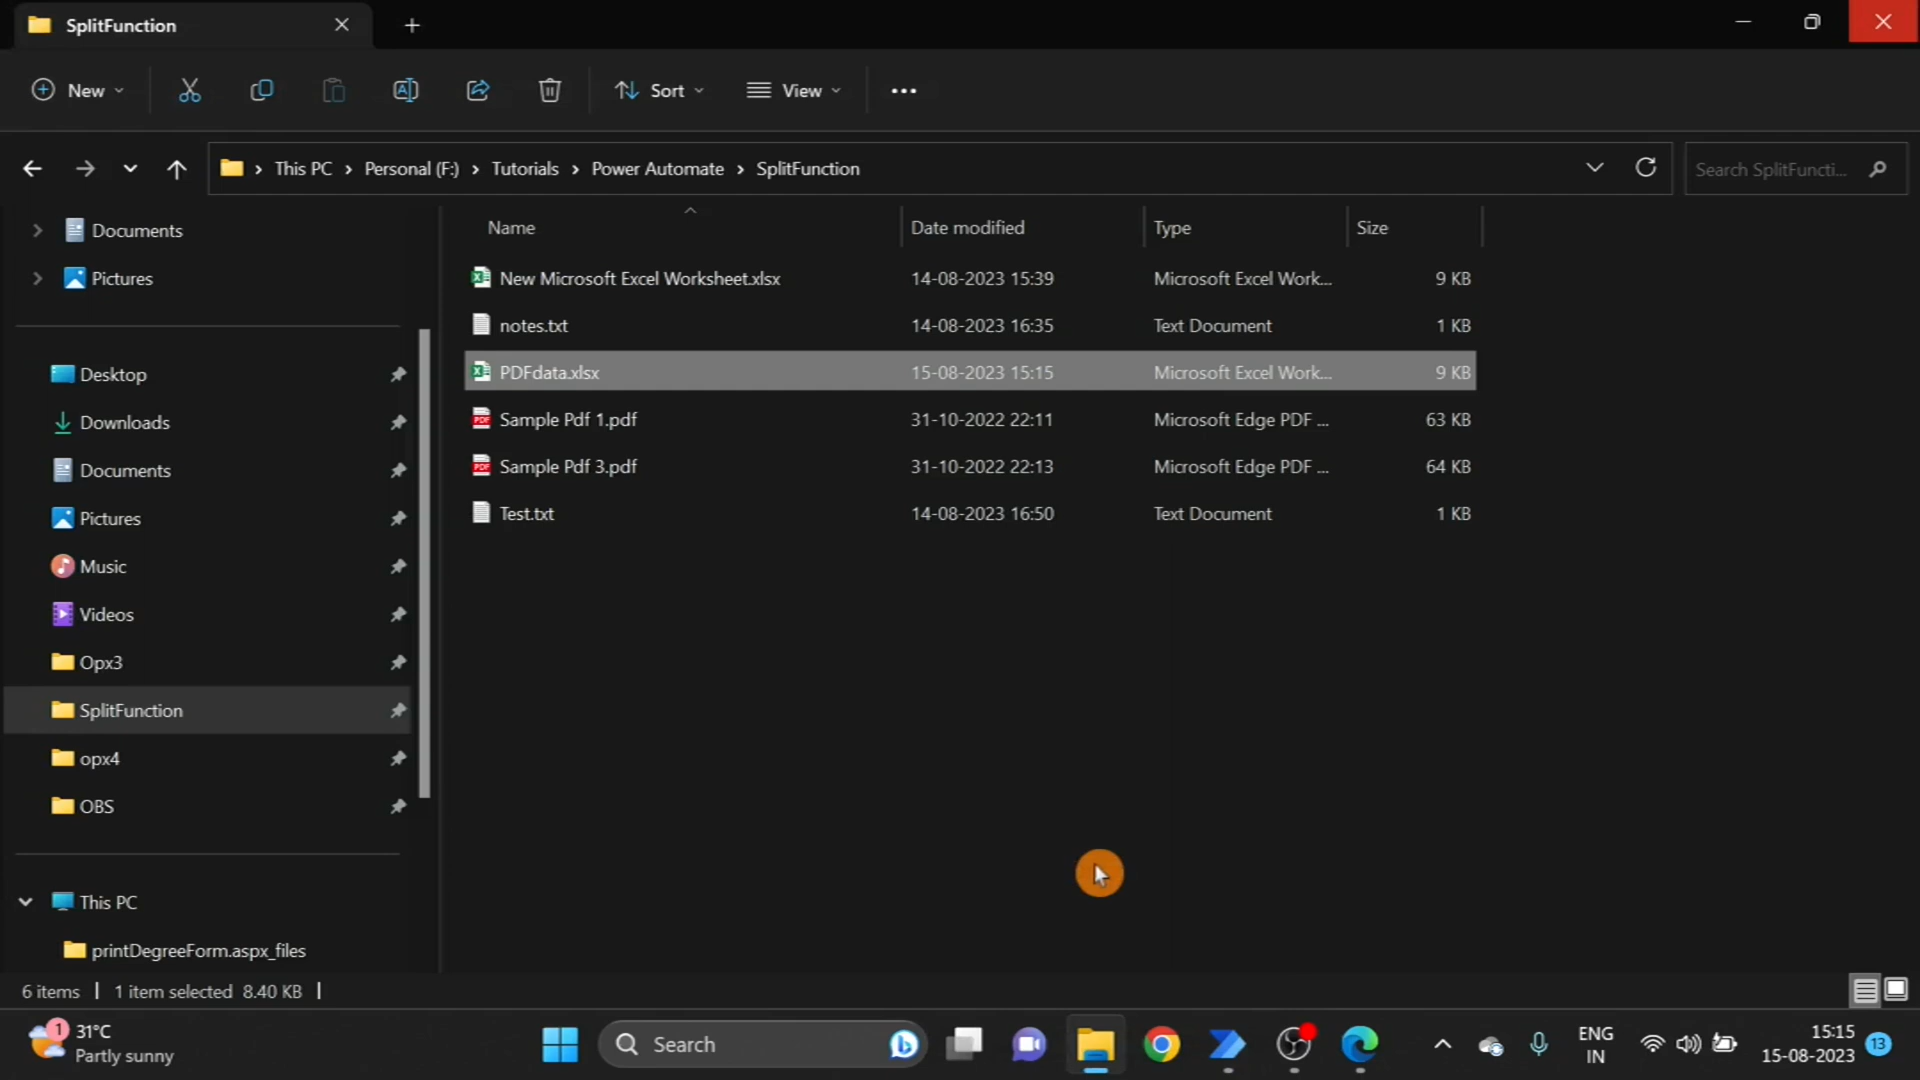 SplitFunction
New
Sort
View
This PC
Personal (F:)
Tutorials
Power Automate
SplitFunction
Search SplitFuncti...
Documents
Pictures
Desktop
Downloads
Documents
Pictures
Music
Videos
Opx3
SplitFunction
opx4
OBS
This PC
printDegreeForm.aspx_files
Name Date modified Type Size
New Microsoft Excel Worksheet.xlsx 14-08-2023 15:39 Microsoft Excel Work... 9 KB
notes.txt 14-08-2023 16:35 Text Document 1 KB
PDFdata.xlsx 15-08-2023 15:15 Microsoft Excel Work... 9 KB
Sample Pdf 1.pdf 31-10-2022 22:11 Microsoft Edge PDF ... 63 KB
Sample Pdf 3.pdf 31-10-2022 22:13 Microsoft Edge PDF ... 64 KB
Test.txt 14-08-2023 16:50 Text Document 1 KB
6 items | 1 item selected 8.40 KB |
1
31°C
Partly sunny
Search
ENG
IN
15:15
15-08-2023
13